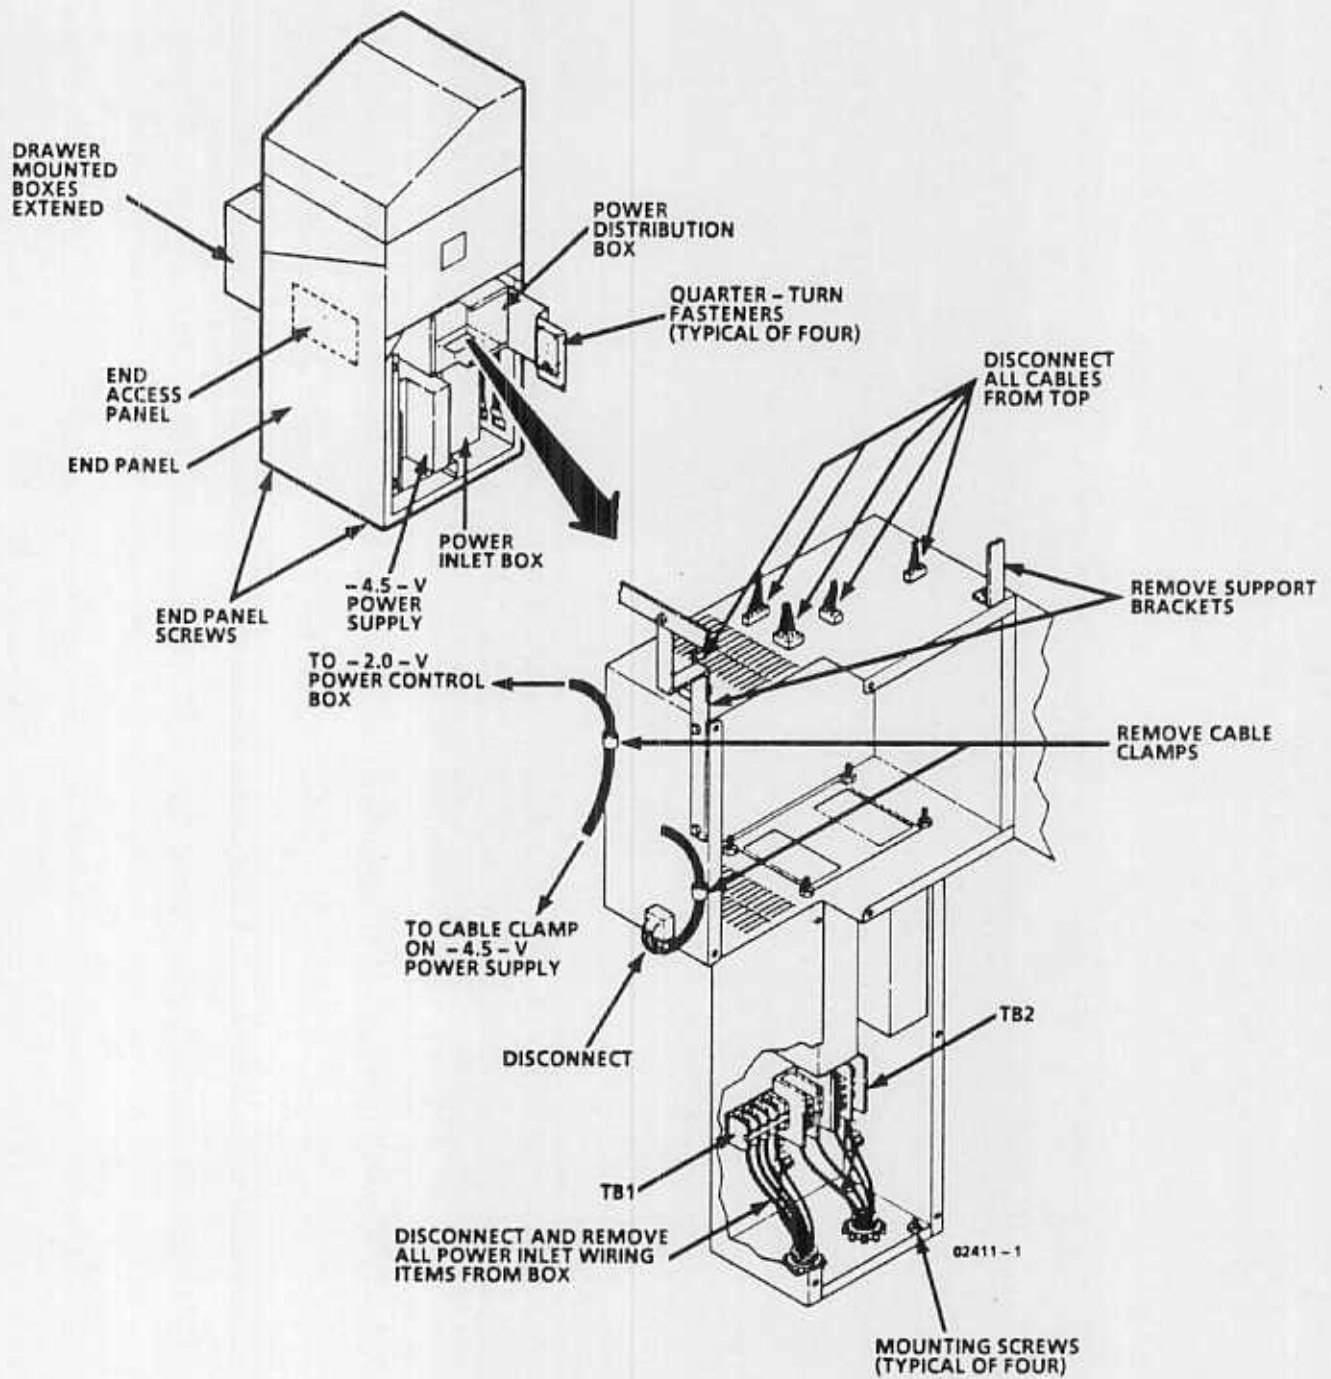 DRAWER
MOUNTED
BOXES
EXTENED
POWER
DISTRIBUTION
BOX
QUARTER – TURN
FASTENERS
(TYPICAL OF FOUR)
DISCONNECT
ALL CABLES
FROM TOP
END
ACCESS
PANEL
END PANEL
POWER
INLET BOX
–4.5 – V
POWER
SUPPLY
END PANEL
SCREWS
REMOVE SUPPORT
BRACKETS
TO –2.0 – V
POWER CONTROL
BOX
REMOVE CABLE
CLAMPS
TO CABLE CLAMP
ON –4.5 – V
POWER SUPPLY
DISCONNECT
TB2
TB1
DISCONNECT AND REMOVE
ALL POWER INLET WIRING
ITEMS FROM BOX
02411 – 1
MOUNTING SCREWS
(TYPICAL OF FOUR)